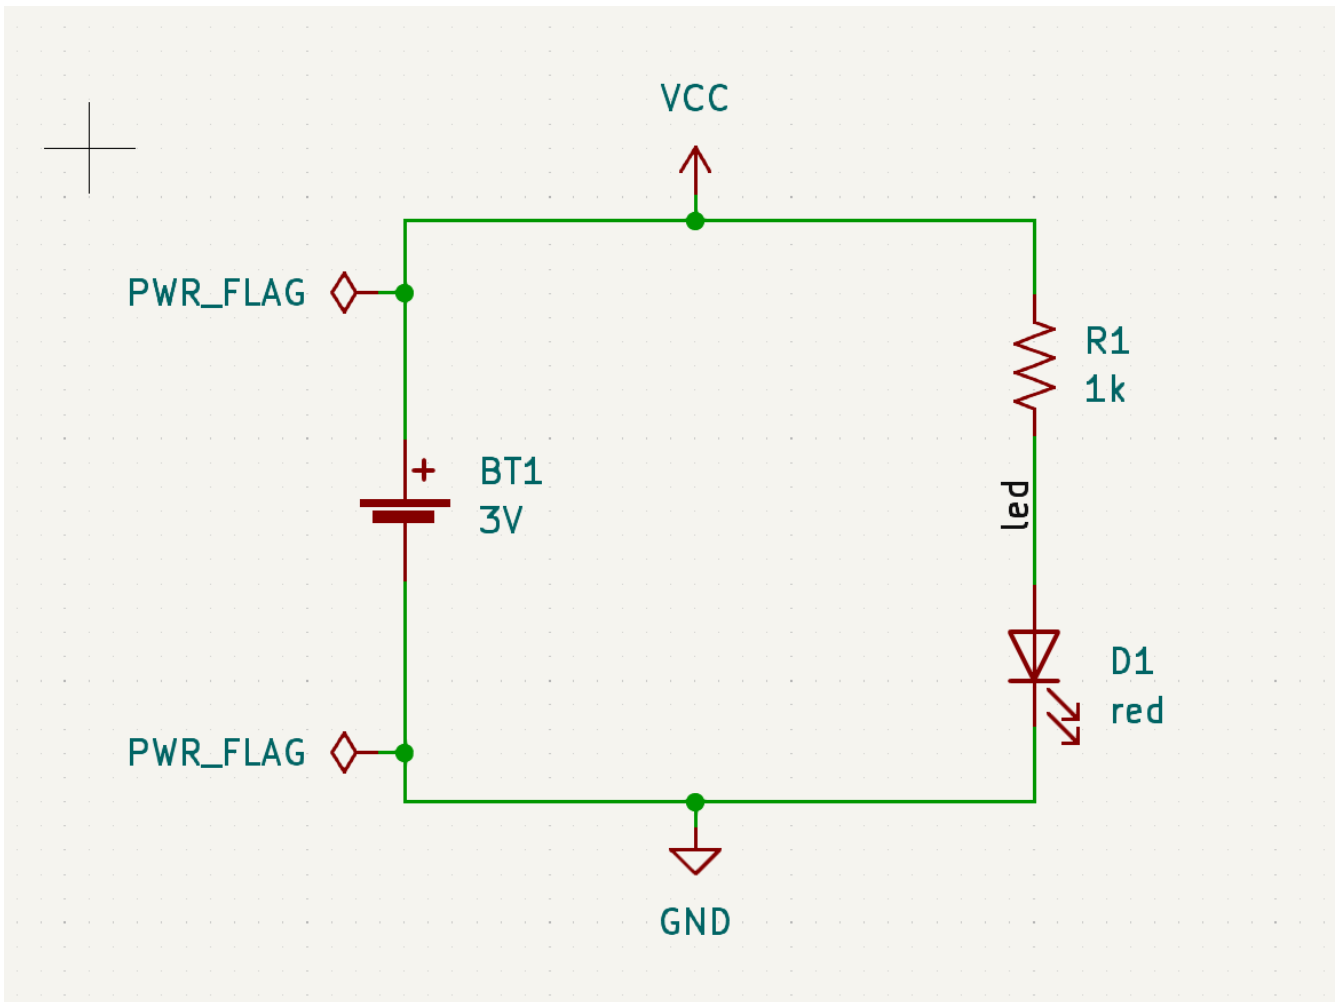 VCC
PWR_FLAG
R1
1k
BT1
3V
led
D1
red
PWR_FLAG
GND